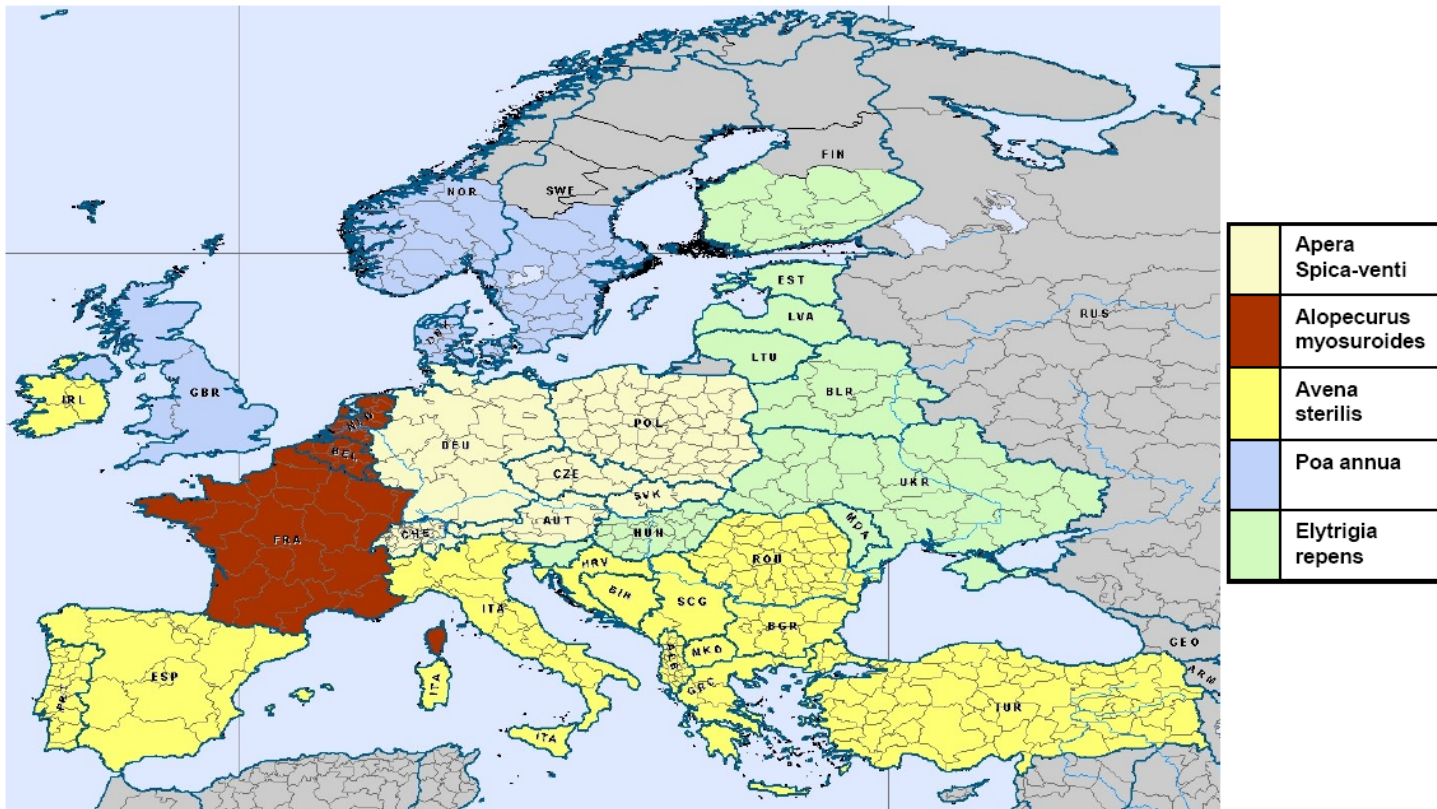 FIN
NOR
SWE
EST
RUS
LVA
DNK
LTU
IRL
GBR
BLR
NLD
POL
DEU
BEL
CZE
UKR
SVK
AUT
MDA
CHE
HUN
FRA
ROU
HRV
BIH
SCG
ITA
BGR
GEO
MKD
ALB
ARM
ESP
GRC
PRT
ITA
TUR
ITA
Apera
Spica-venti
Alopecurus
myosuroides
Avena
sterilis
Poa annua
Elytrigia
repens